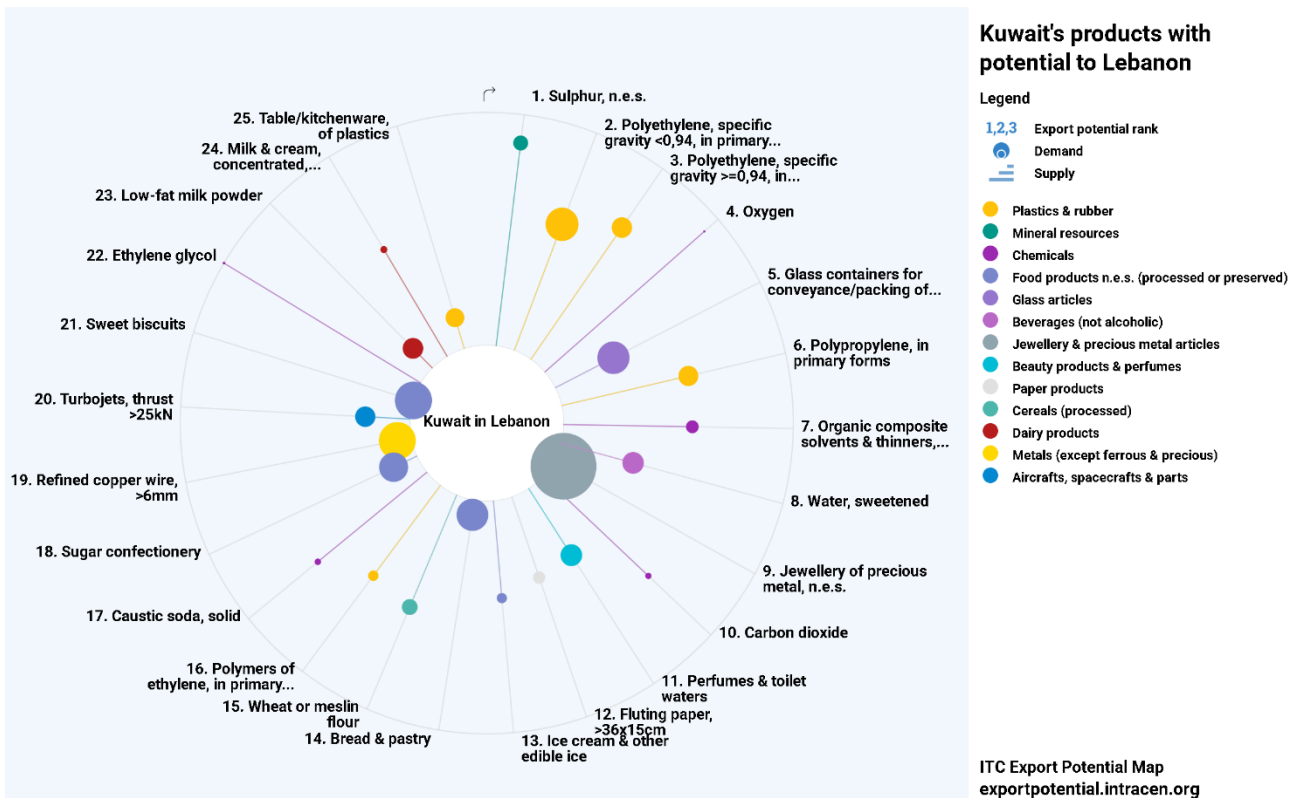 Kuwait's products with
potential to Lebanon
Legend
1,2,3 Export potential rank
Demand
Supply
Plastics & rubber
Mineral resources
Chemicals
Food products n.e.s. (processed or preserved)
Glass articles
Beverages (not alcoholic)
Jewellery & precious metal articles
Beauty products & perfumes
Paper products
Cereals (processed)
Dairy products
Metals (except ferrous & precious)
Aircrafts, spacecrafts & parts
1. Sulphur, n.e.s.
2. Polyethylene, specific
gravity <0,94, in primary...
3. Polyethylene, specific
gravity >=0,94, in...
4. Oxygen
5. Glass containers for
conveyance/packing of...
6. Polypropylene, in
primary forms
7. Organic composite
solvents & thinners,...
8. Water, sweetened
9. Jewellery of precious
metal, n.e.s.
10. Carbon dioxide
11. Perfumes & toilet
waters
12. Fluting paper,
>36x15cm
13. Ice cream & other
edible ice
14. Bread & pastry
15. Wheat or meslin
flour
16. Polymers of
ethylene, in primary...
17. Caustic soda, solid
18. Sugar confectionery
19. Refined copper wire,
>6mm
20. Turbojets, thrust
>25kN
21. Sweet biscuits
22. Ethylene glycol
23. Low-fat milk powder
24. Milk & cream,
concentrated,...
25. Table/kitchenware,
of plastics
Kuwait in Lebanon
ITC Export Potential Map
exportpotential.intracen.org